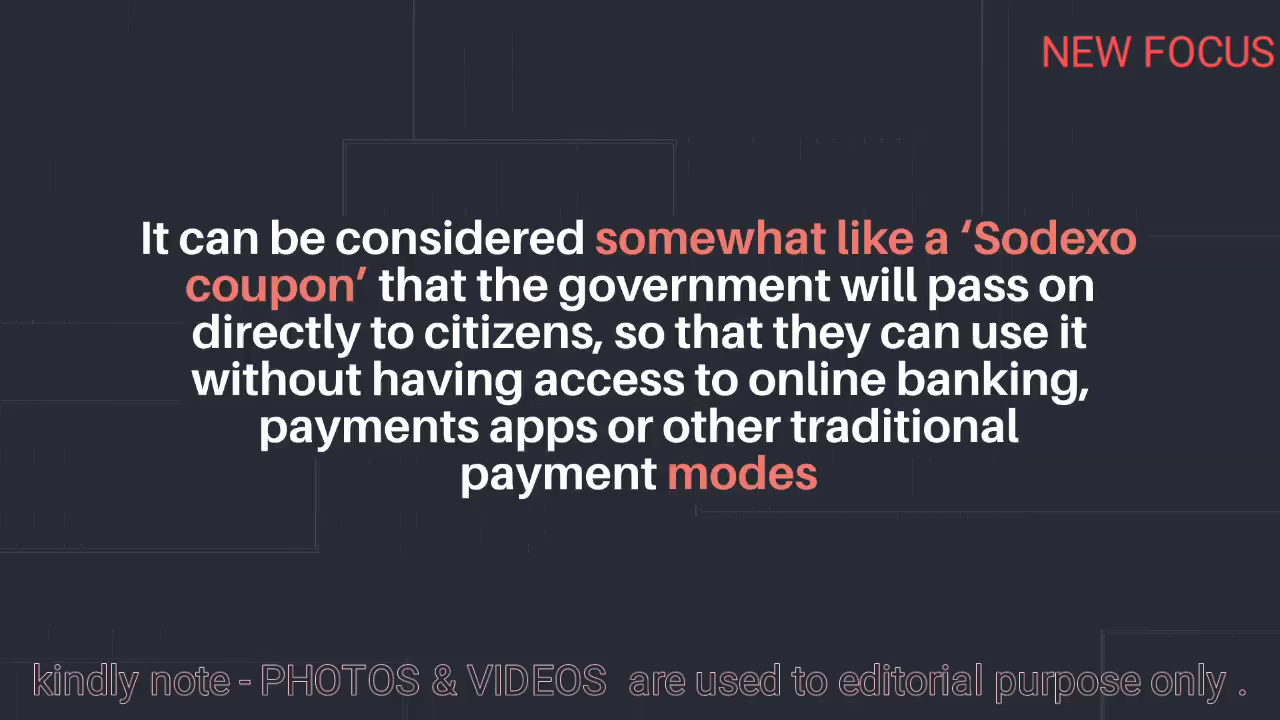 NEW FOCUS
It can be considered somewhat like a ‘Sodexo
coupon’ that the government will pass on
directly to citizens, so that they can use it
without having access to online banking,
payments apps or other traditional
payment modes
kindly note - PHOTOS & VIDEOS are used to editorial purpose only .